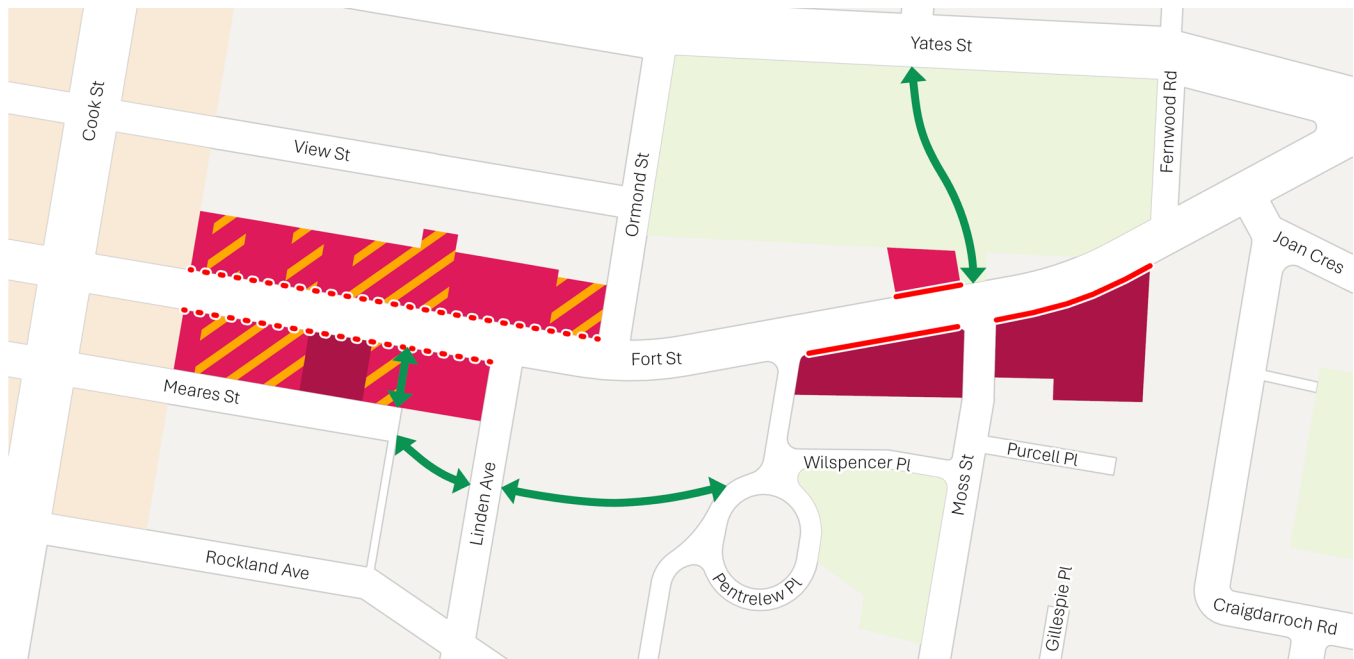 Yates St
Cook St
Fernwood Rd
View St
Ormond St
Joan Cres
Fort St
Meares St
Wilspencer Pl
Purcell Pl
Moss St
Linden Ave
Rockland Ave
Pentrelew Pl
Gillespie Pl
Craigdarroch Rd